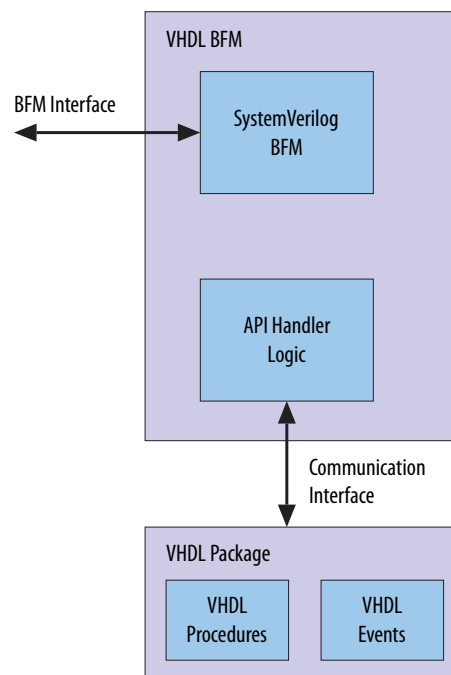 VHDL BFM
BFM Interface
SystemVerilog
BFM
API Handler
Logic
Communication
Interface
VHDL Package
VHDL
Procedures
VHDL
Events